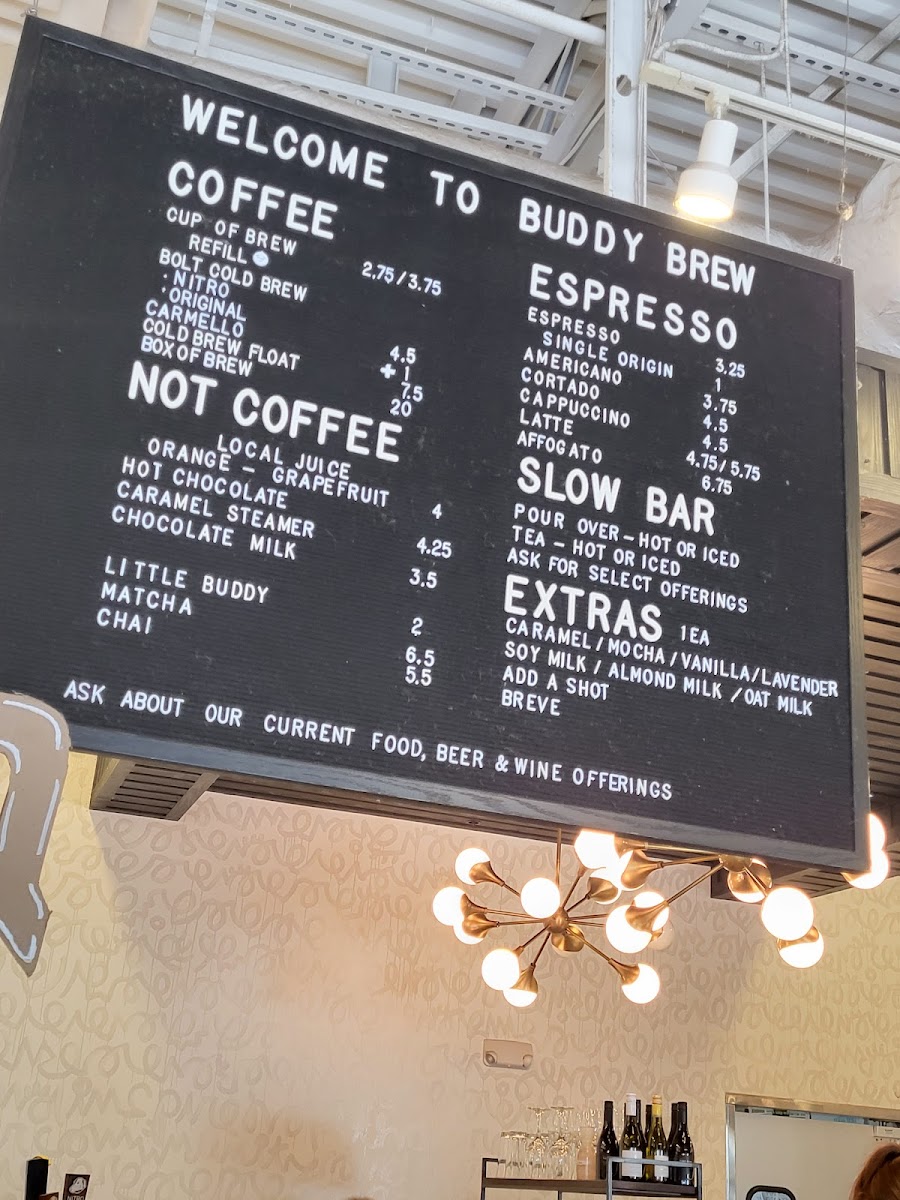 WELCOME TO BUDDY BREW
COFFEE
CUP OF BREW 2.75/3.75
REFILL
BOLT COLD BREW
: NITRO
: ORIGINAL 4.5
CARMELLO +1
COLD BREW FLOAT 7.5
BOX OF BREW 20
NOT COFFEE
LOCAL JUICE
ORANGE - GRAPEFRUIT 4
HOT CHOCOLATE
CARAMEL STEAMER 4.25
CHOCOLATE MILK 3.5
LITTLE BUDDY 2
MATCHA 6.5
CHAI 5.5
ESPRESSO
ESPRESSO 3.25
SINGLE ORIGIN 1
AMERICANO 3.75
CORTADO 4.5
CAPPUCCINO 4.5
LATTE 4.75/5.75
AFFOGATO 6.75
SLOW BAR
POUR OVER - HOT OR ICED
TEA - HOT OR ICED
ASK FOR SELECT OFFERINGS
EXTRAS 1EA
CARAMEL/MOCHA/VANILLA/LAVENDER
SOY MILK / ALMOND MILK / OAT MILK
ADD A SHOT
BREVE
ASK ABOUT OUR CURRENT FOOD, BEER & WINE OFFERINGS
NITRO